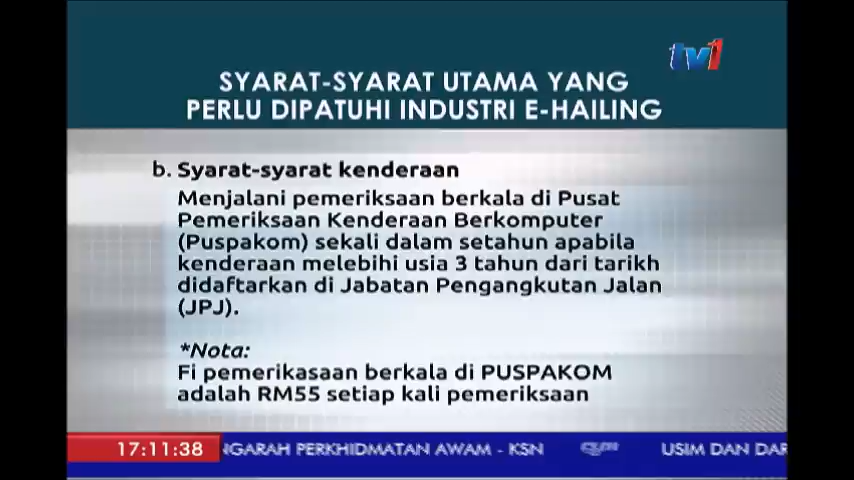 tv1
SYARAT-SYARAT UTAMA YANG
PERLU DIPATUHI INDUSTRI E-HAILING
b. Syarat-syarat kenderaan
Menjalani pemeriksaan berkala di Pusat
Pemeriksaan Kenderaan Berkomputer
(Puspakom) sekali dalam setahun apabila
kenderaan melebihi usia 3 tahun dari tarikh
didaftarkan di Jabatan Pengangkutan Jalan
(JPJ).
*Nota:
Fi pemerikasaan berkala di PUSPAKOM
adalah RM55 setiap kali pemeriksaan
17:11:38 NGARAH PERKHIDMATAN AWAM - KSN USIM DAN DAR